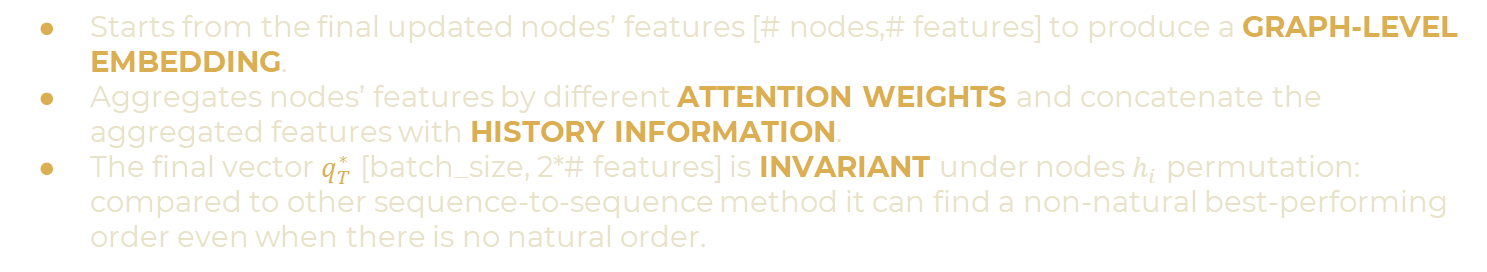 ● Starts from the final updated nodes’ features [# nodes,# features] to produce a GRAPH-LEVEL
EMBEDDING.
● Aggregates nodes’ features by different ATTENTION WEIGHTS and concatenate the
aggregated features with HISTORY INFORMATION.
● The final vector $q_T^*$ [batch_size, 2*# features] is INVARIANT under nodes $h_i$ permutation:
compared to other sequence-to-sequence method it can find a non-natural best-performing
order even when there is no natural order.